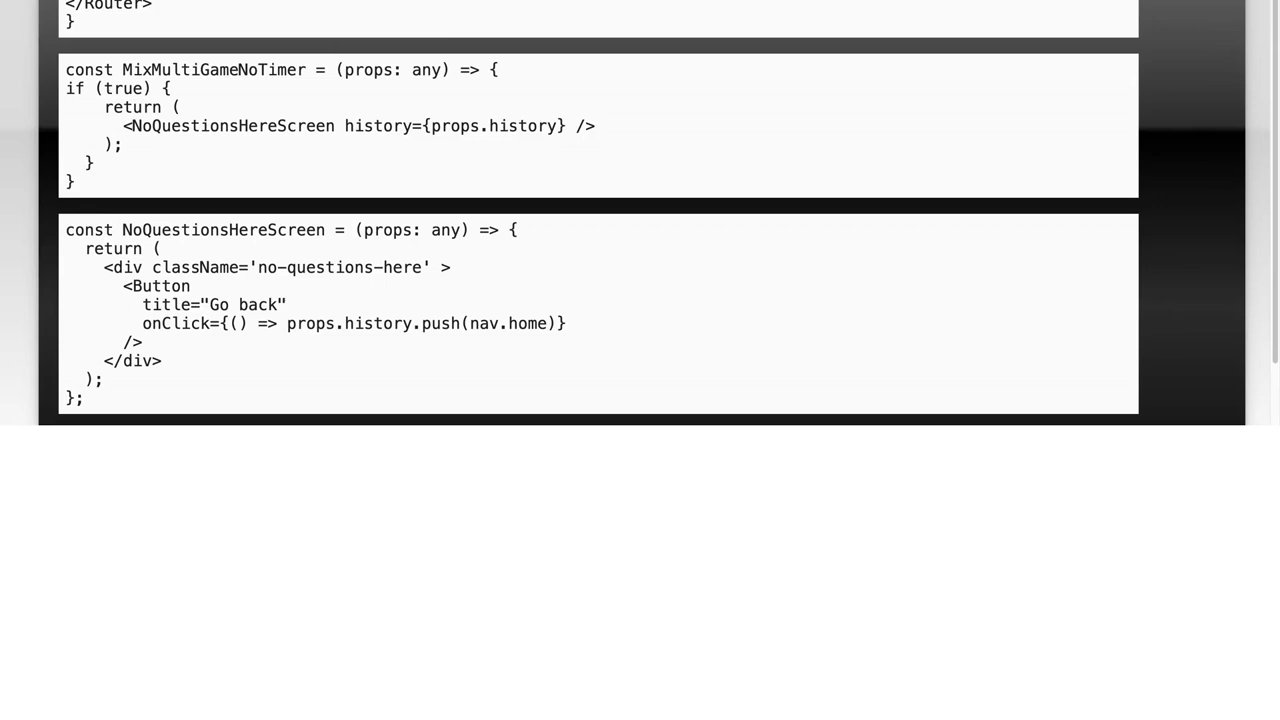 </Router>
}
const MixMultiGameNoTimer = (props: any) => {
if (true) {
    return (
      <NoQuestionsHereScreen history={props.history} />
    );
  }
}
const NoQuestionsHereScreen = (props: any) => {
  return (
    <div className='no-questions-here' >
      <Button
        title="Go back"
        onClick={() => props.history.push(nav.home)}
      />
    </div>
  );
};